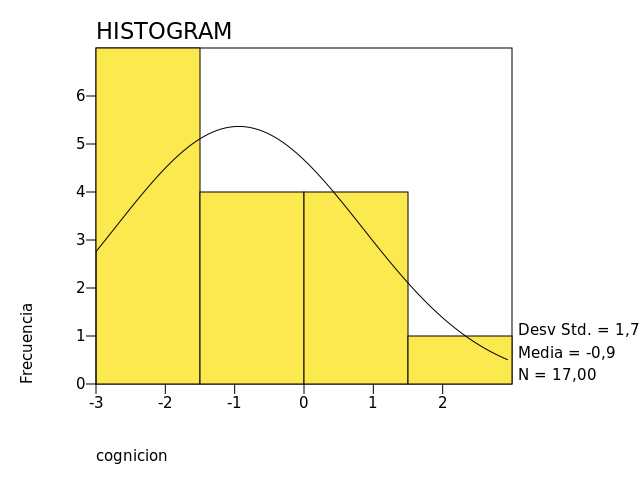 HISTOGRAM
6
5
4
3
2
1
0
-3 -2 -1 0 1 2
Frecuencia
cognicion
Desv Std. = 1,7
Media = -0,9
N = 17,00